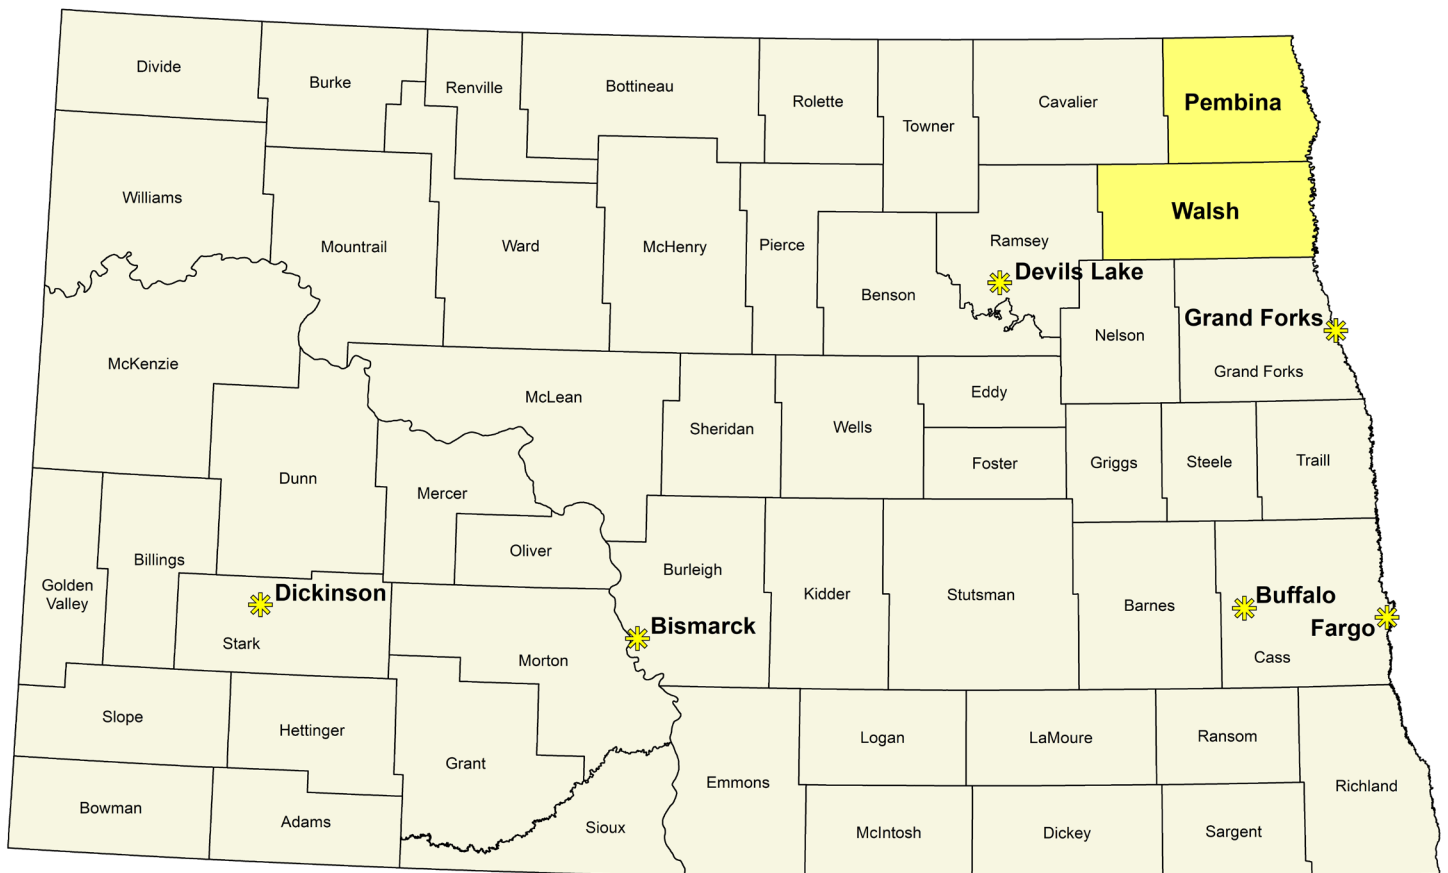 Divide
Burke
Renville
Bottineau
Rolette
Towner
Cavalier
Pembina
Williams
Mountrail
Ward
McHenry
Pierce
Benson
Ramsey
Devils Lake
Walsh
Nelson
Grand Forks
Grand Forks
McKenzie
Dunn
McLean
Mercer
Oliver
Sheridan
Wells
Eddy
Foster
Griggs
Steele
Traill
Golden
Valley
Billings
Dickinson
Stark
Morton
Bismarck
Burleigh
Kidder
Stutsman
Barnes
Buffalo
Fargo
Cass
Slope
Hettinger
Grant
Bowman
Adams
Sioux
Emmons
Logan
LaMoure
Ransom
Richland
McIntosh
Dickey
Sargent